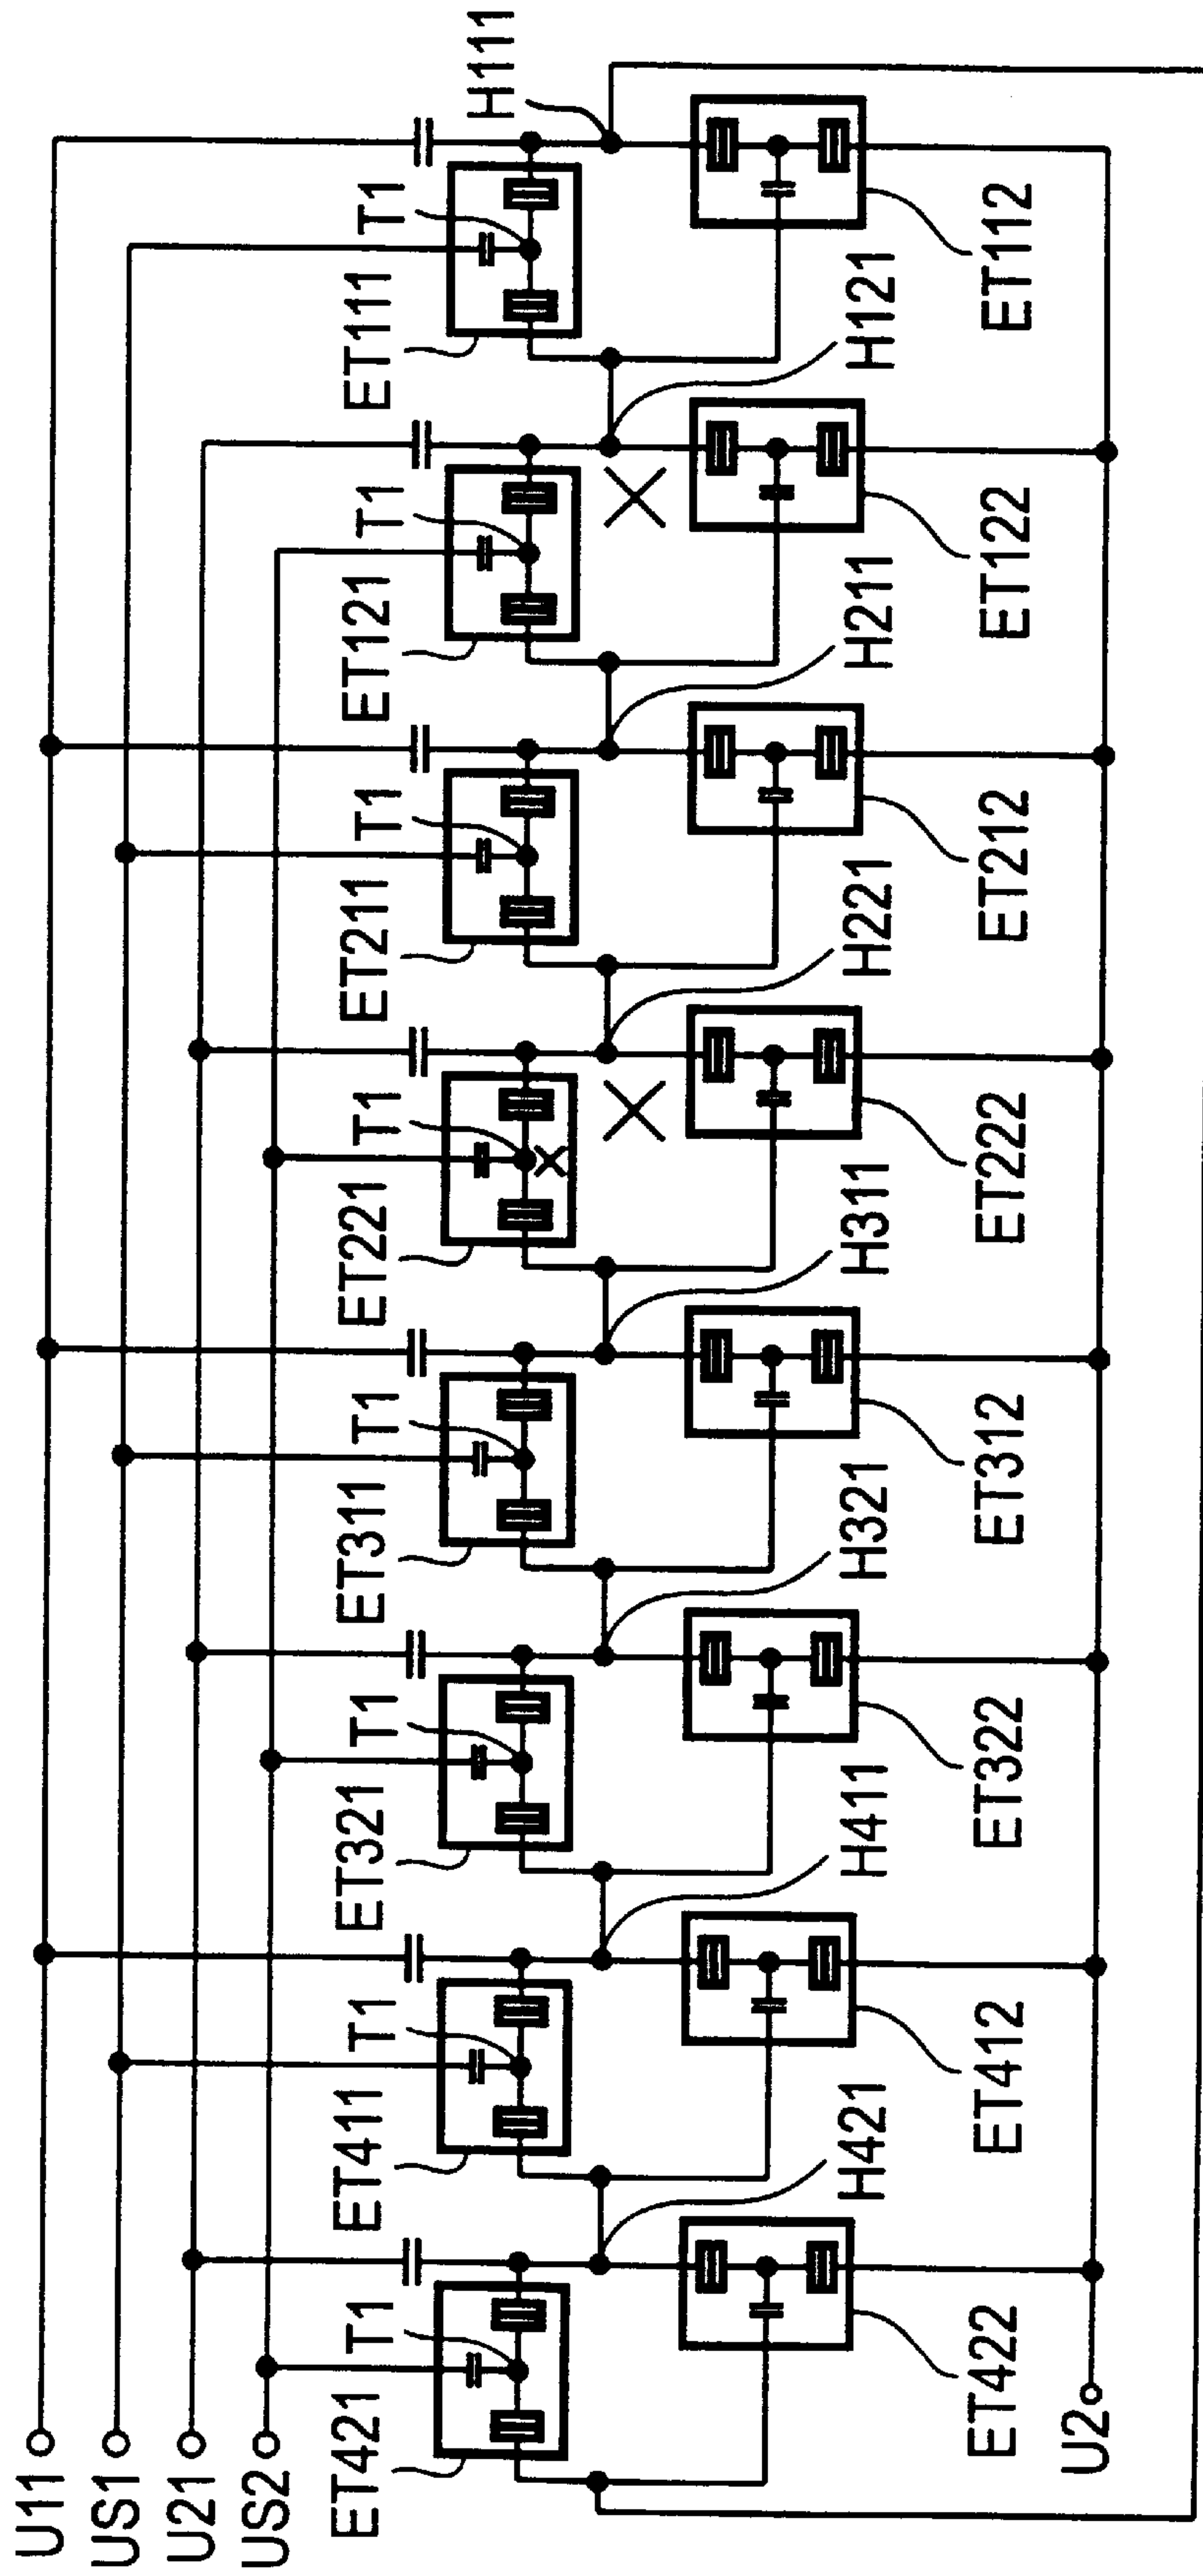 U11
US1
U21
US2
ET421
T1
ET411
T1
ET321
T1
ET311
T1
ET221
T1
ET211
T1
ET121
T1
ET111
T1
H111
H421
H411
H321
H311
H221
H211
H121
ET422
ET412
ET322
ET312
ET222
ET212
ET122
ET112
U2